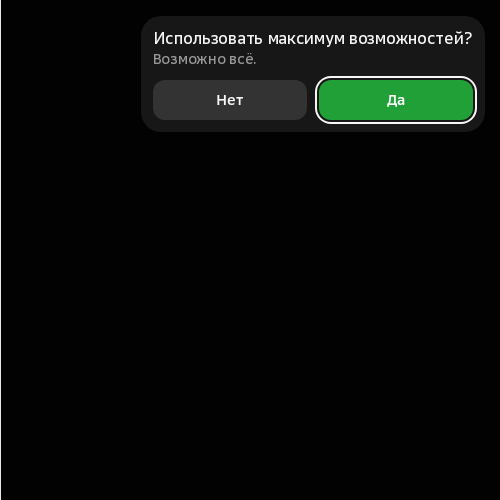 Использовать максимум возможностей?
Возможно всё.
Нет
Да